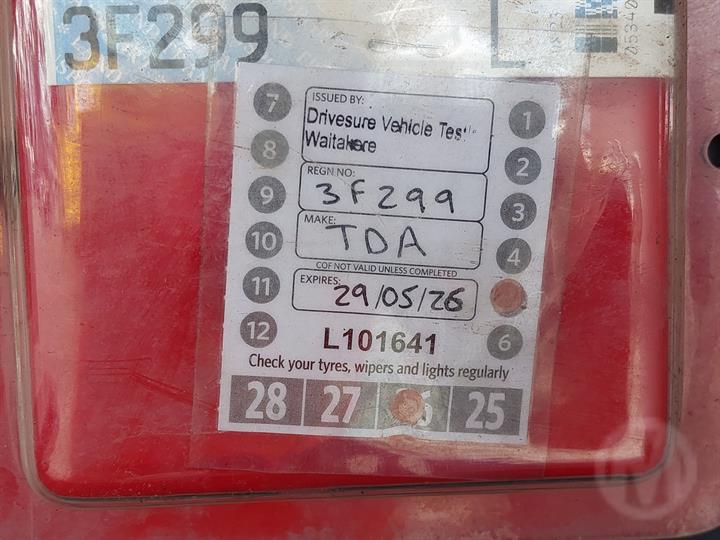 3F299
05340
7
8
9
10
11
12
ISSUED BY:
Drivesure Vehicle Test
Waitakere
REGN NO:
3F299
MAKE:
TDA
COF NOT VALID UNLESS COMPLETED
EXPIRES:
29/05/26
L101641
1
2
3
4
6
Check your tyres, wipers and lights regularly
28 27 26 25
M